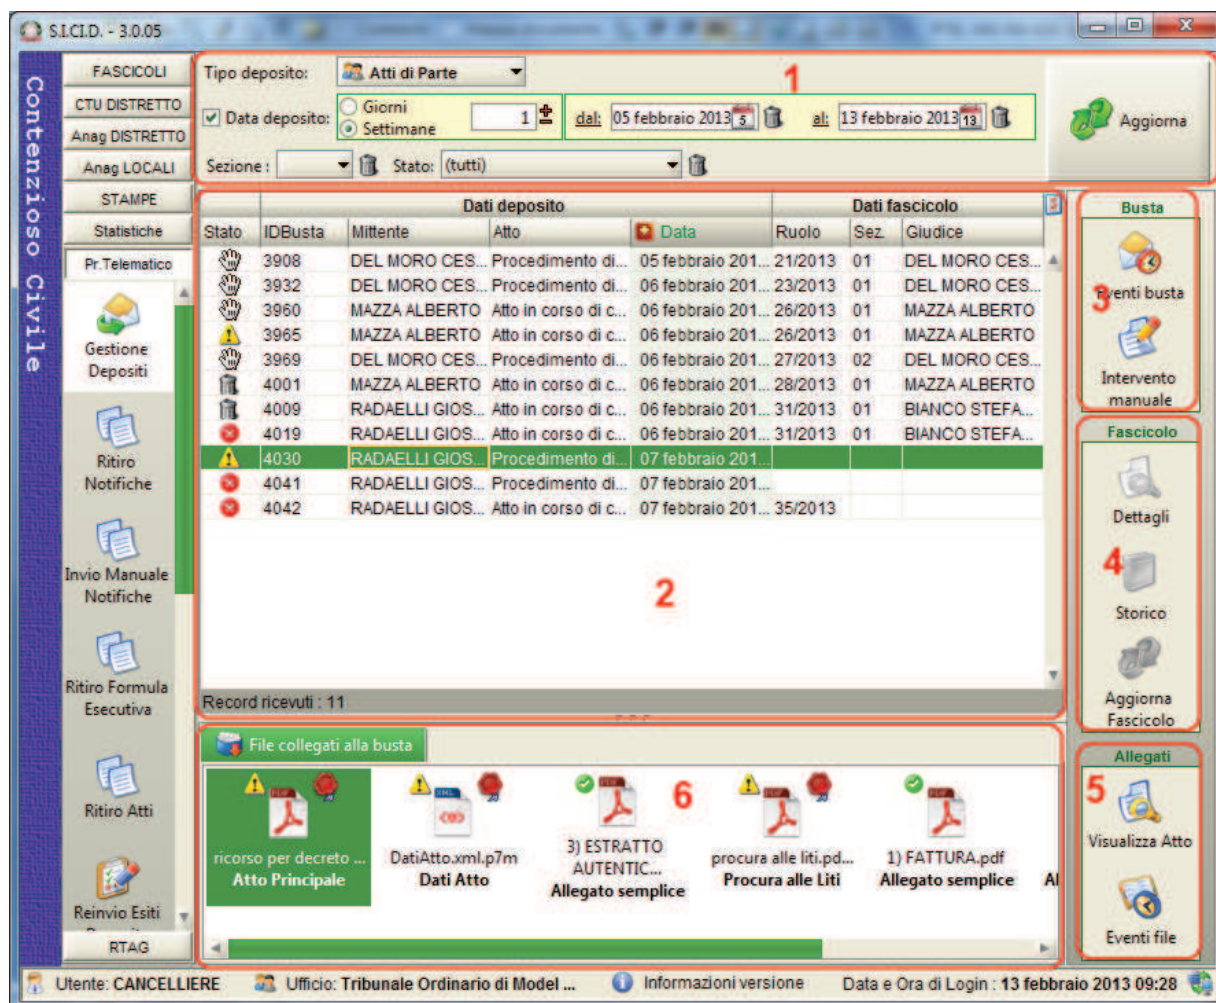 S.I.CI.D. - 3.0.05
Contenzioso Civile
FASCICOLI
CTU DISTRETTO
Anag DISTRETTO
Anag LOCALI
STAMPE
Statistiche
Pr.Telematico
Gestione
Depositi
Ritiro
Notifiche
Invio Manuale
Notifiche
Ritiro Formula
Esecutiva
Ritiro Atti
Reinvio Esiti
RTAG
Tipo deposito: Atti di Parte
1
Data deposito: Giorni
Settimane
1 dal: 05 febbraio 2013 5 al: 13 febbraio 2013 13
Sezione : Stato: (tutti)
Aggiorna
Dati deposito Dati fascicolo
Stato IDBusta Mittente Atto Data Ruolo Sez. Giudice
3908 DEL MORO CES... Procedimento di... 05 febbraio 201... 21/2013 01 DEL MORO CES...
3932 DEL MORO CES... Procedimento di... 06 febbraio 201... 23/2013 01 DEL MORO CES...
3960 MAZZA ALBERTO Atto in corso di c... 06 febbraio 201... 26/2013 01 MAZZA ALBERTO
3965 MAZZA ALBERTO Atto in corso di c... 06 febbraio 201... 26/2013 01 MAZZA ALBERTO
3969 DEL MORO CES... Procedimento di... 06 febbraio 201... 27/2013 02 DEL MORO CES...
4001 MAZZA ALBERTO Atto in corso di c... 06 febbraio 201... 28/2013 01 MAZZA ALBERTO
4009 RADAELLI GIOS... Atto in corso di c... 06 febbraio 201... 31/2013 01 BIANCO STEFA...
4019 RADAELLI GIOS... Atto in corso di c... 06 febbraio 201... 31/2013 01 BIANCO STEFA...
4030 RADAELLI GIOS... Procedimento di... 07 febbraio 201...
4041 RADAELLI GIOS... Procedimento di... 07 febbraio 201...
4042 RADAELLI GIOS... Atto in corso di c... 07 febbraio 201... 35/2013
2
Record ricevuti : 11
Busta
Eventi busta
3
Intervento
manuale
Fascicolo
Dettagli
4
Storico
Aggiorna
Fascicolo
Allegati
5
Visualizza Atto
Eventi file
File collegati alla busta
6
ricorso per decreto ...
Atto Principale
DatiAtto.xml.p7m
Dati Atto
3) ESTRATTO
AUTENTIC...
Allegato semplice
procura alle liti.pd...
Procura alle Liti
1) FATTURA.pdf
Allegato semplice
Al
Utente: CANCELLIERE Ufficio: Tribunale Ordinario di Model ... Informazioni versione Data e Ora di Login : 13 febbraio 2013 09:28